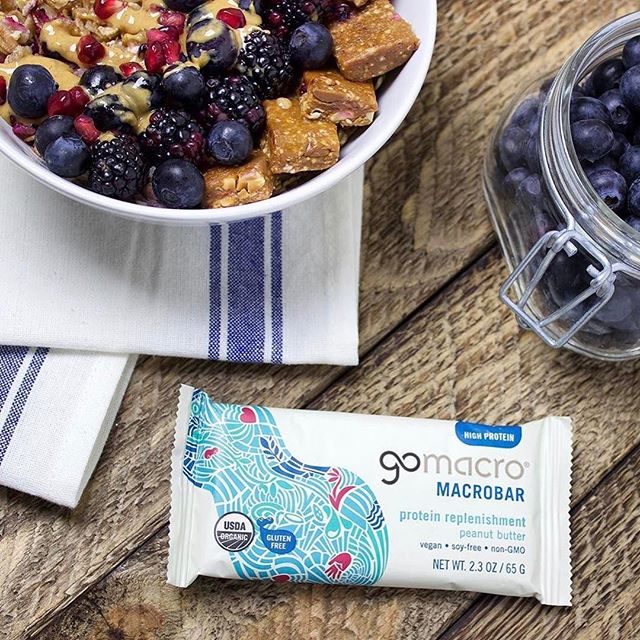 HIGH PROTEIN
gomacro®
MACROBAR
protein replenishment
peanut butter
vegan • soy-free • non-GMO
NET WT. 2.3 OZ / 65 G
USDA
ORGANIC
GLUTEN
FREE